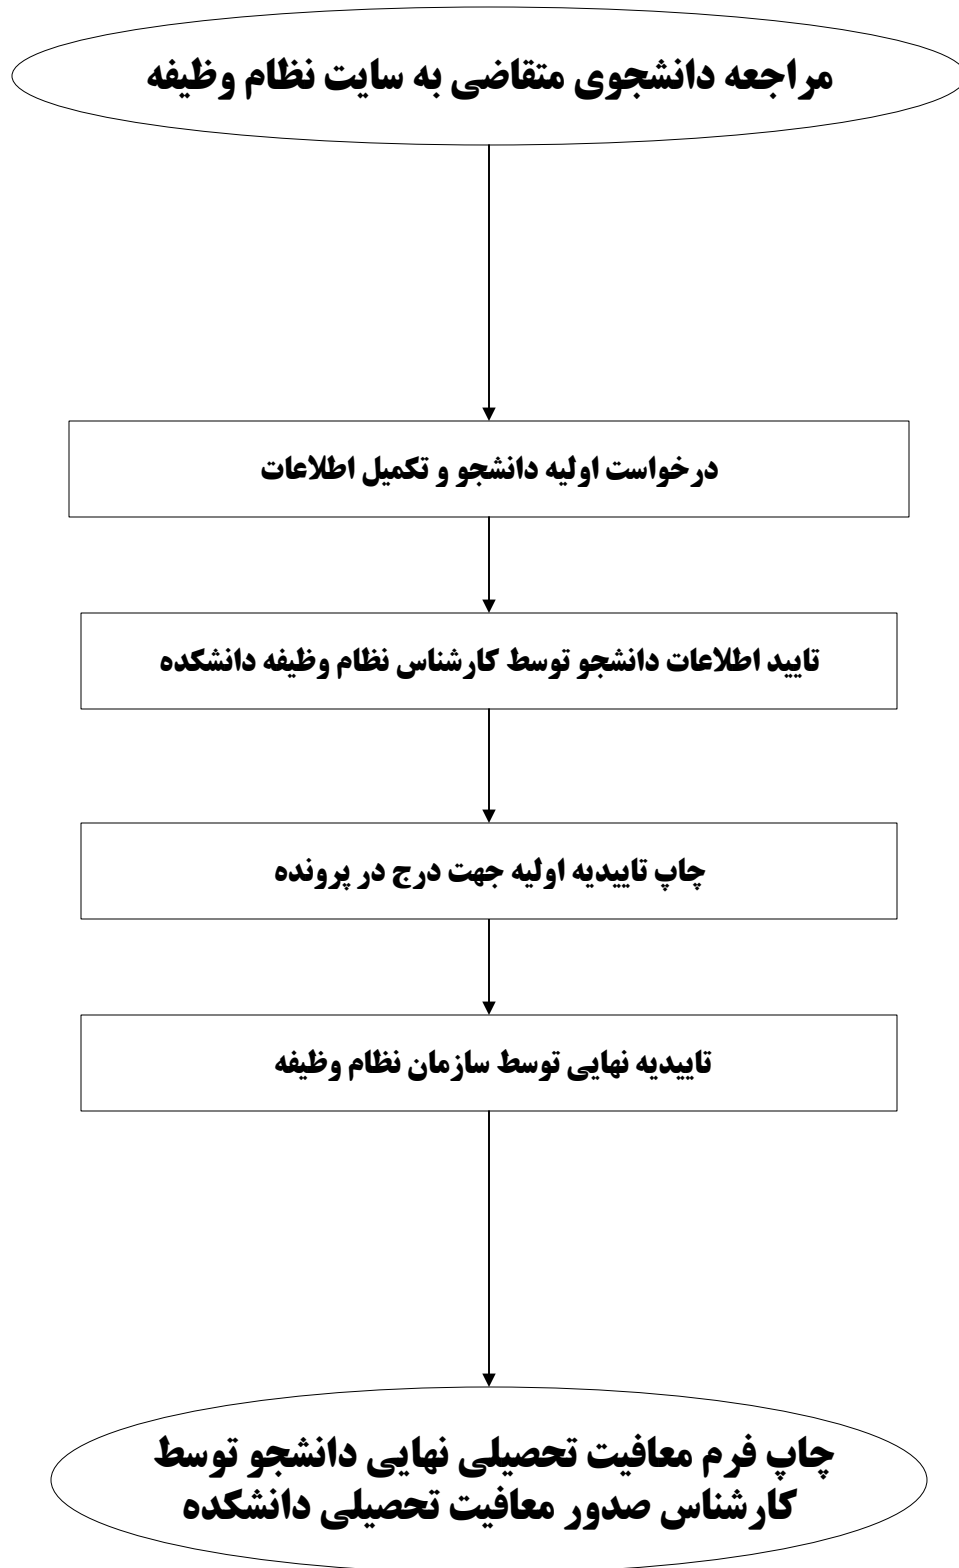 مراجعه دانشجوی متقاضی به سایت نظام وظیفه
درخواست اولیه دانشجو و تکمیل اطلاعات
تایید اطلاعات دانشجو توسط کارشناس نظام وظیفه دانشکده
چاپ تاییدیه اولیه جهت درج در پرونده
تاییدیه نهایی توسط سازمان نظام وظیفه
چاپ فرم معافیت تحصیلی نهایی دانشجو توسط
کارشناس صدور معافیت تحصیلی دانشکده